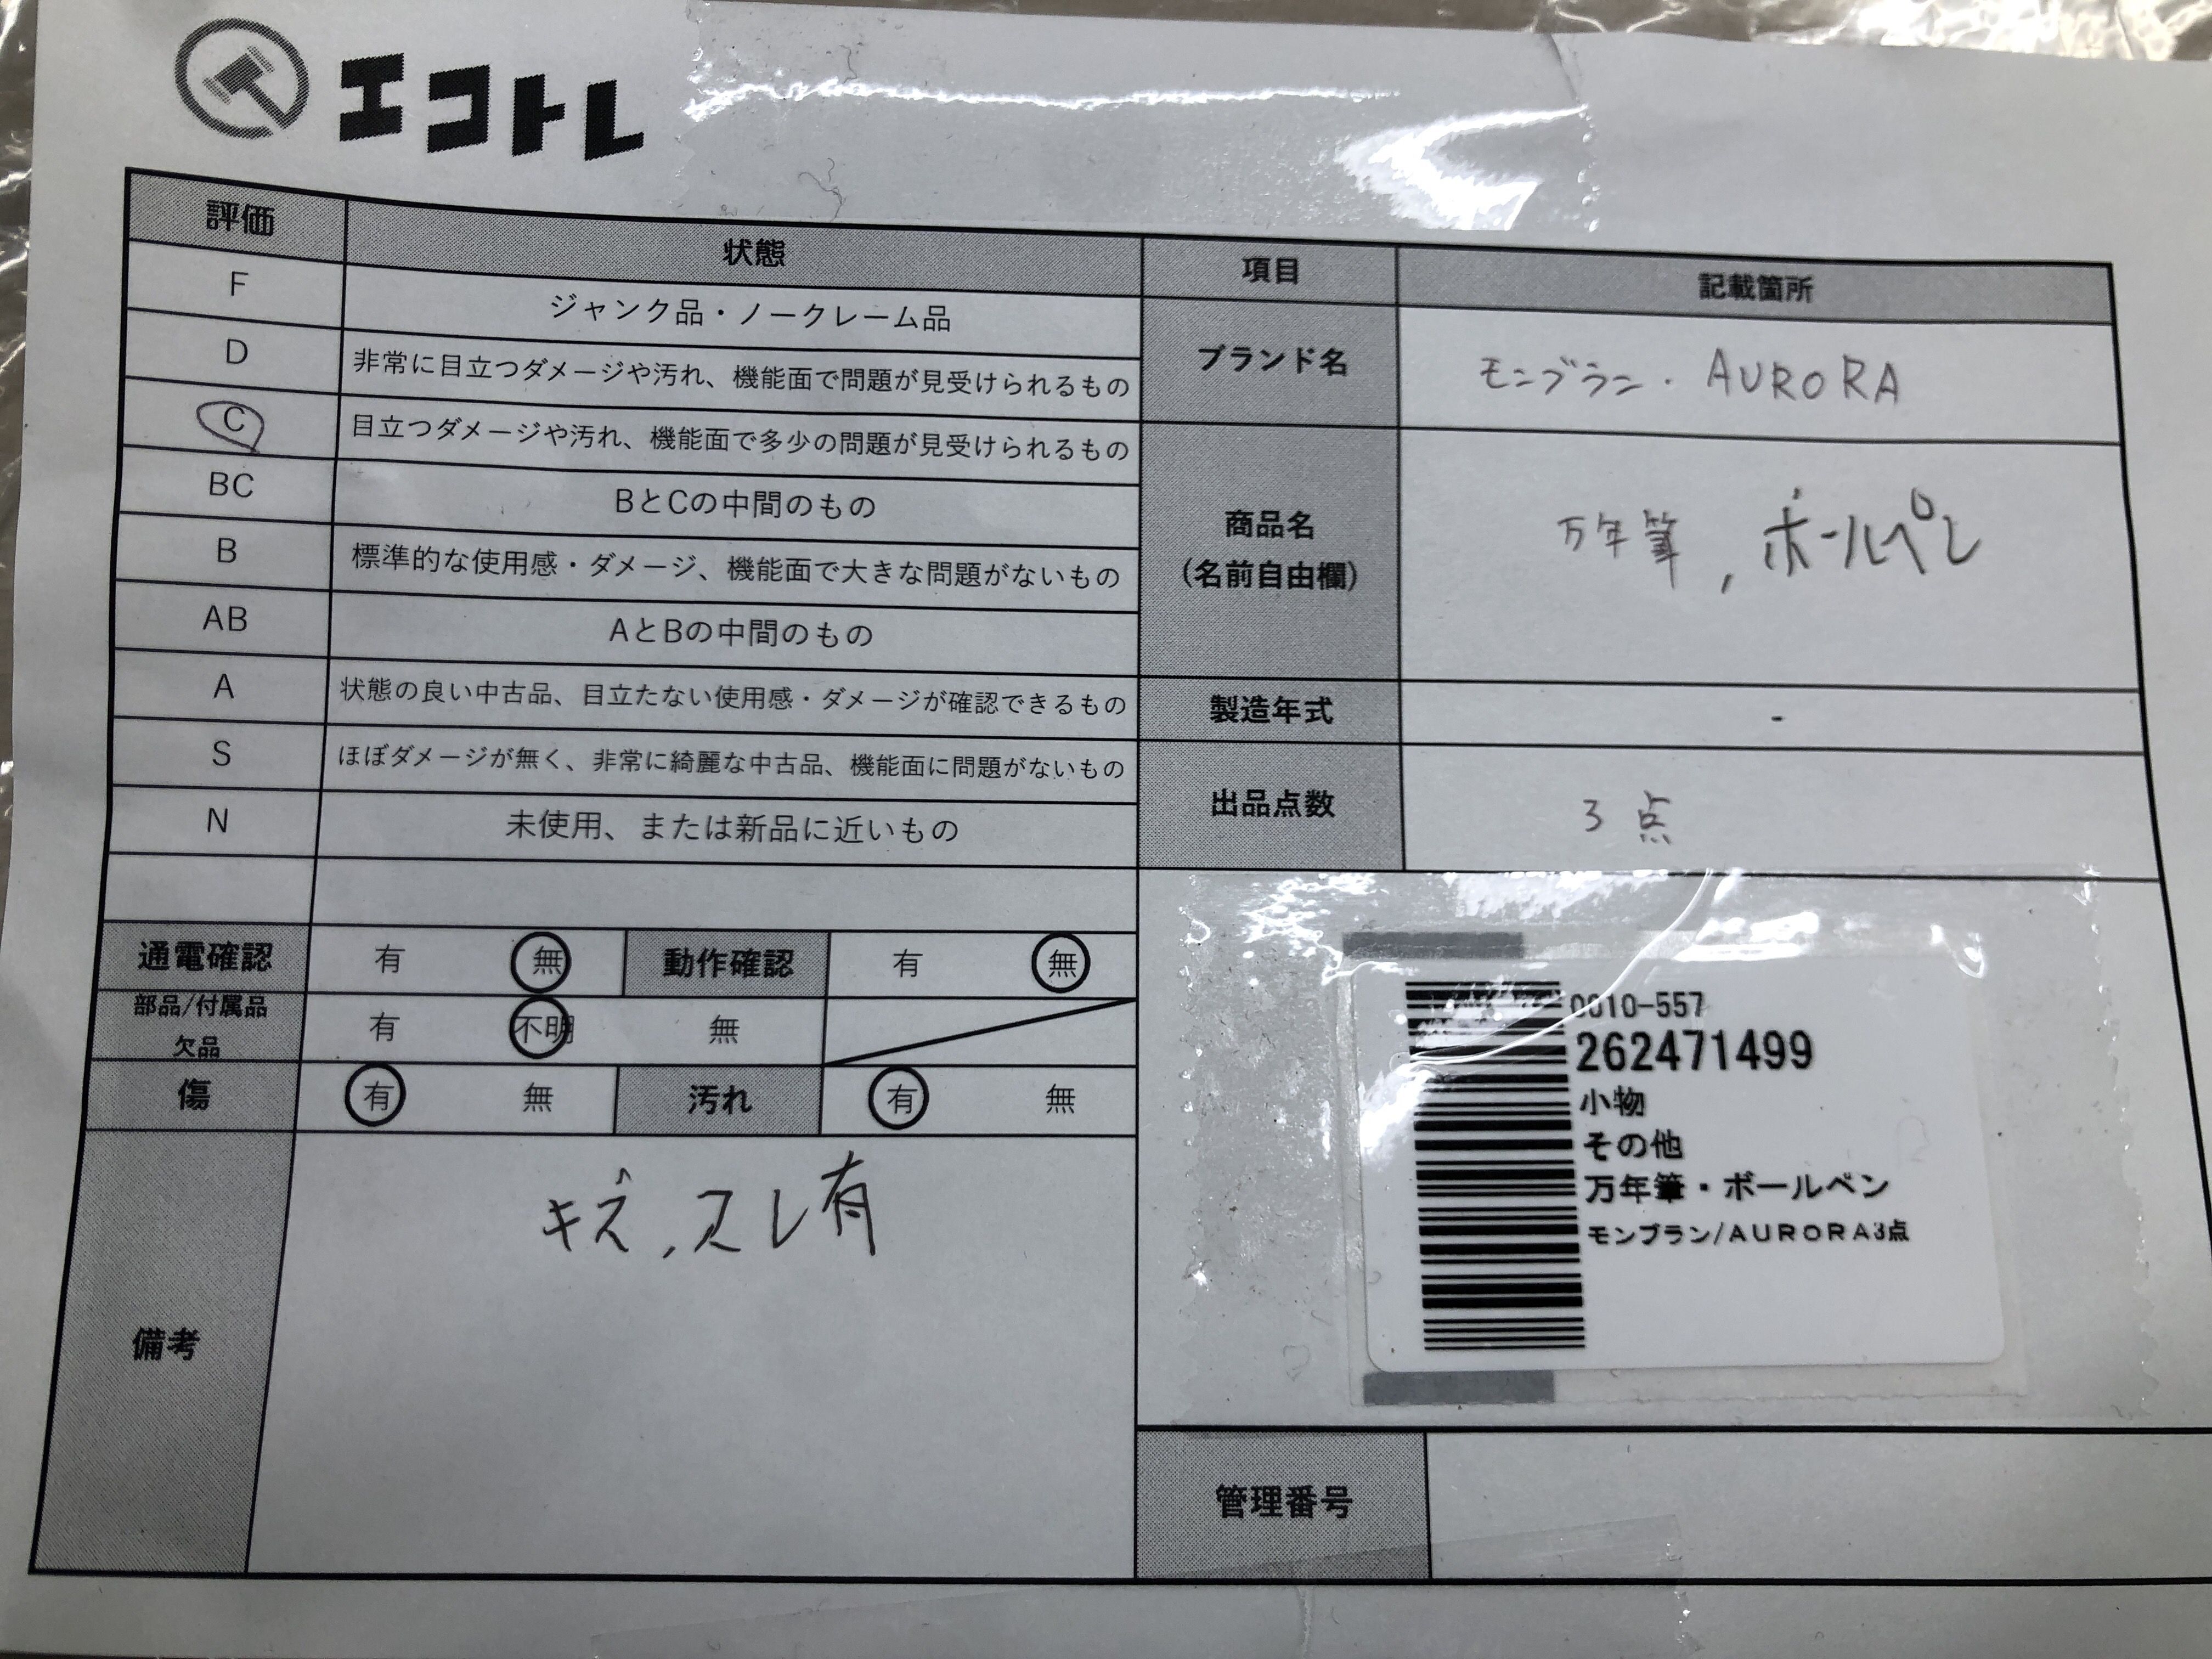 エコトレ
評価 状態
F ジャンク品・ノークレーム品
D 非常に目立つダメージや汚れ、機能面で問題が見受けられるもの
C 目立つダメージや汚れ、機能面で多少の問題が見受けられるもの
BC BとCの中間のもの
B 標準的な使用感・ダメージ、機能面で大きな問題がないもの
AB AとBの中間のもの
A 状態の良い中古品、目立たない使用感・ダメージが確認できるもの
S ほぼダメージが無く、非常に綺麗な中古品、機能面に問題がないもの
N 未使用、または新品に近いもの
通電確認 有 無 動作確認 有 無
部品/付属品
欠品 有 不明 無
傷 有 無 汚れ 有 無
備考 キズ,スレ有
項目 記載箇所
ブランド名 モンブラン・AURORA
商品名
(名前自由欄) 万年筆,ボールペン
製造年式 -
出品点数 3点
0010-557
262471499
小物
その他
万年筆・ボールペン
モンブラン/AURORA3点
管理番号